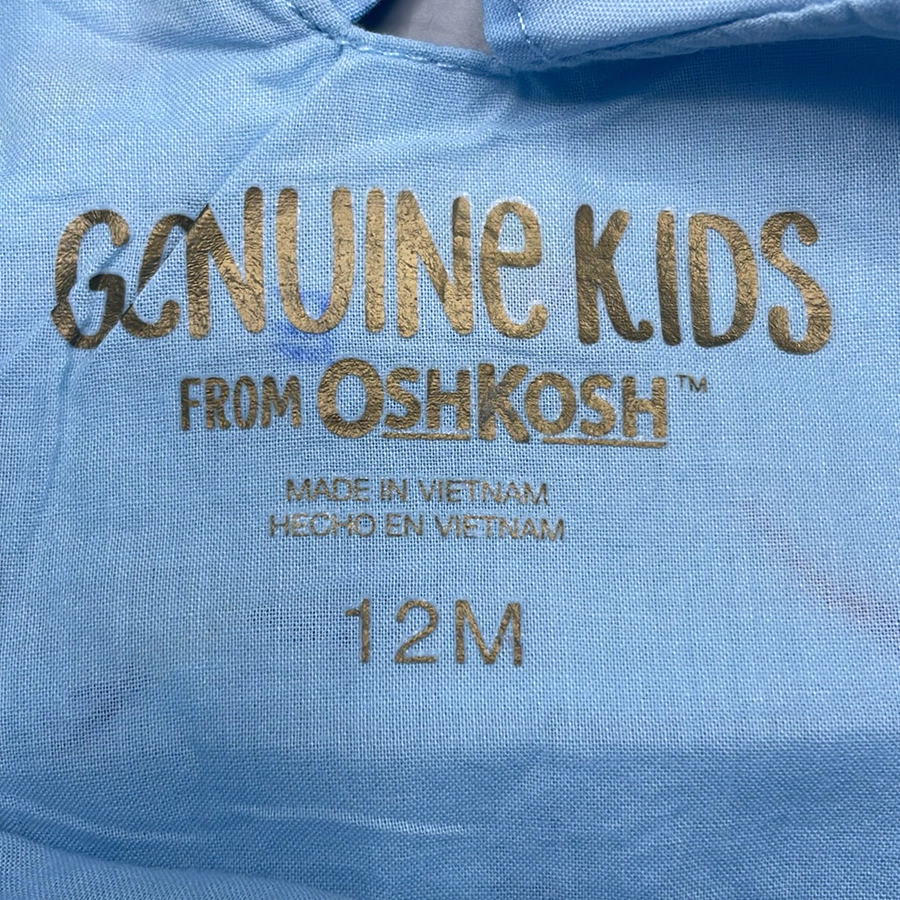 GeNUINe KIDS
FROM OSHKOSH™
MADE IN VIETNAM
HECHO EN VIETNAM
12M